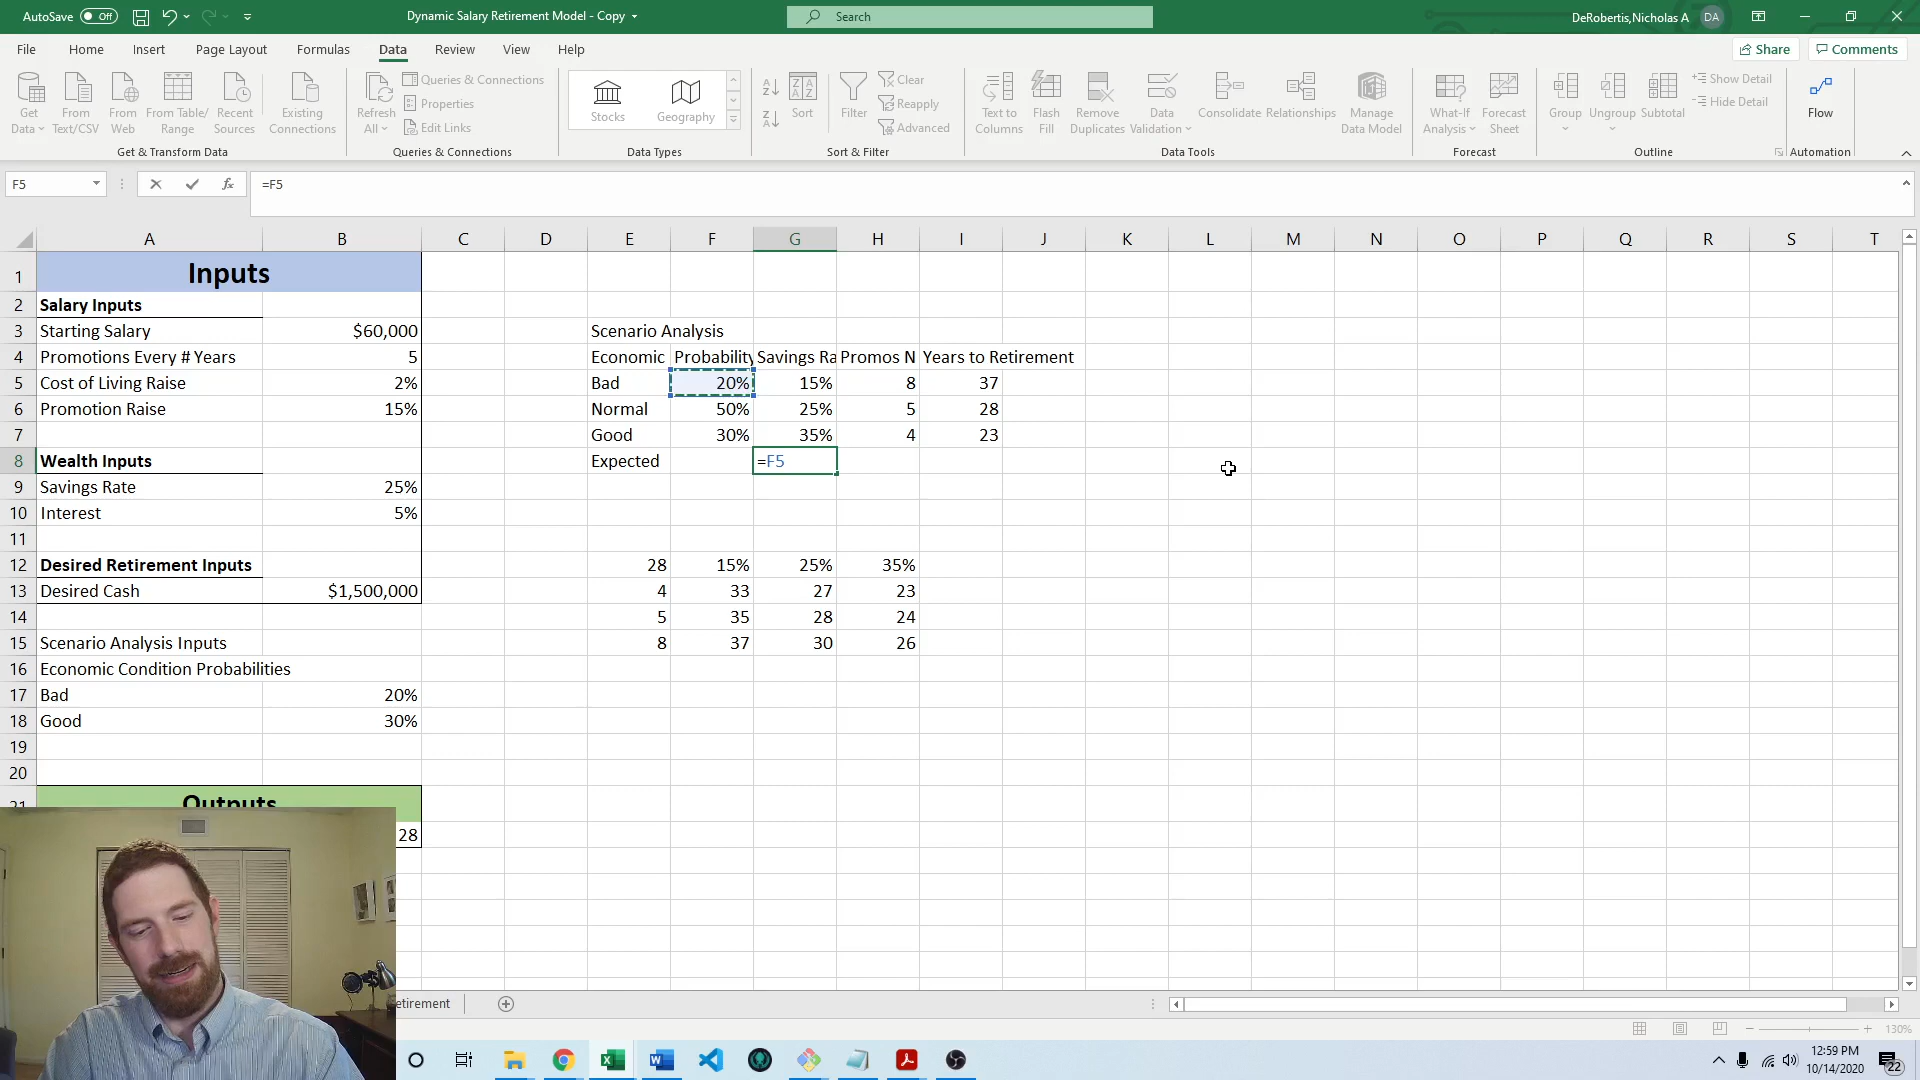 AutoSave Off
Dynamic Salary Retirement Model - Copy
Search
DeRobertis,Nicholas A DA
File Home Insert Page Layout Formulas Data Review View Help
Share Comments
Get Data
From Text/CSV
From Web
From Table/ Range
Recent Sources
Existing Connections
Refresh All
Queries & Connections
Properties
Edit Links
Stocks
Geography
Sort
Filter
Clear
Reapply
Advanced
Text to Columns
Flash Fill
Remove Duplicates
Data Validation
Consolidate
Relationships
Manage Data Model
What-If Analysis
Forecast Sheet
Group
Ungroup
Subtotal
Show Detail
Hide Detail
Flow
Get & Transform Data
Queries & Connections
Data Types
Sort & Filter
Data Tools
Forecast
Outline
Automation
F5 fx =F5
A B C D E F G H I J K L M N O P Q R S T
1 Inputs
2 Salary Inputs
3 Starting Salary $60,000 Scenario Analysis
4 Promotions Every # Years 5 Economic Probability Savings Ra Promos N Years to Retirement
5 Cost of Living Raise 2% Bad 20% 15% 8 37
6 Promotion Raise 15% Normal 50% 25% 5 28
7 Good 30% 35% 4 23
8 Wealth Inputs Expected =F5
9 Savings Rate 25%
10 Interest 5%
11
12 Desired Retirement Inputs 28 15% 25% 35%
13 Desired Cash $1,500,000 4 33 27 23
14 5 35 28 24
15 Scenario Analysis Inputs 8 37 30 26
16 Economic Condition Probabilities
17 Bad 20%
18 Good 30%
19
20
21 Outputs
28
etirement
130%
12:59 PM
10/14/2020
22